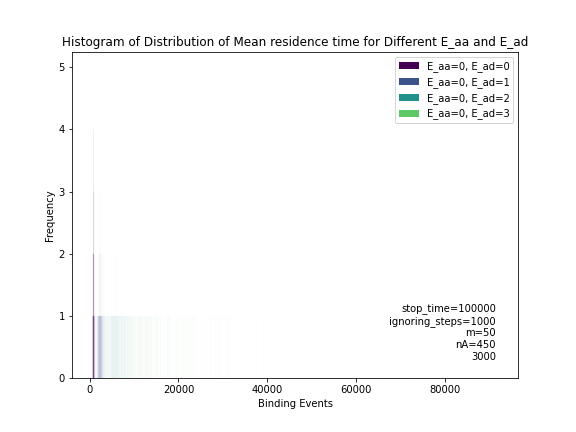 Histogram of Distribution of Mean residence time for Different E_aa and E_ad
E_aa=0, E_ad=0
E_aa=0, E_ad=1
E_aa=0, E_ad=2
E_aa=0, E_ad=3
5
4
3
2
1
0
Frequency
stop_time=100000
ignoring_steps=1000
m=50
nA=450
3000
0 20000 40000 60000 80000
Binding Events